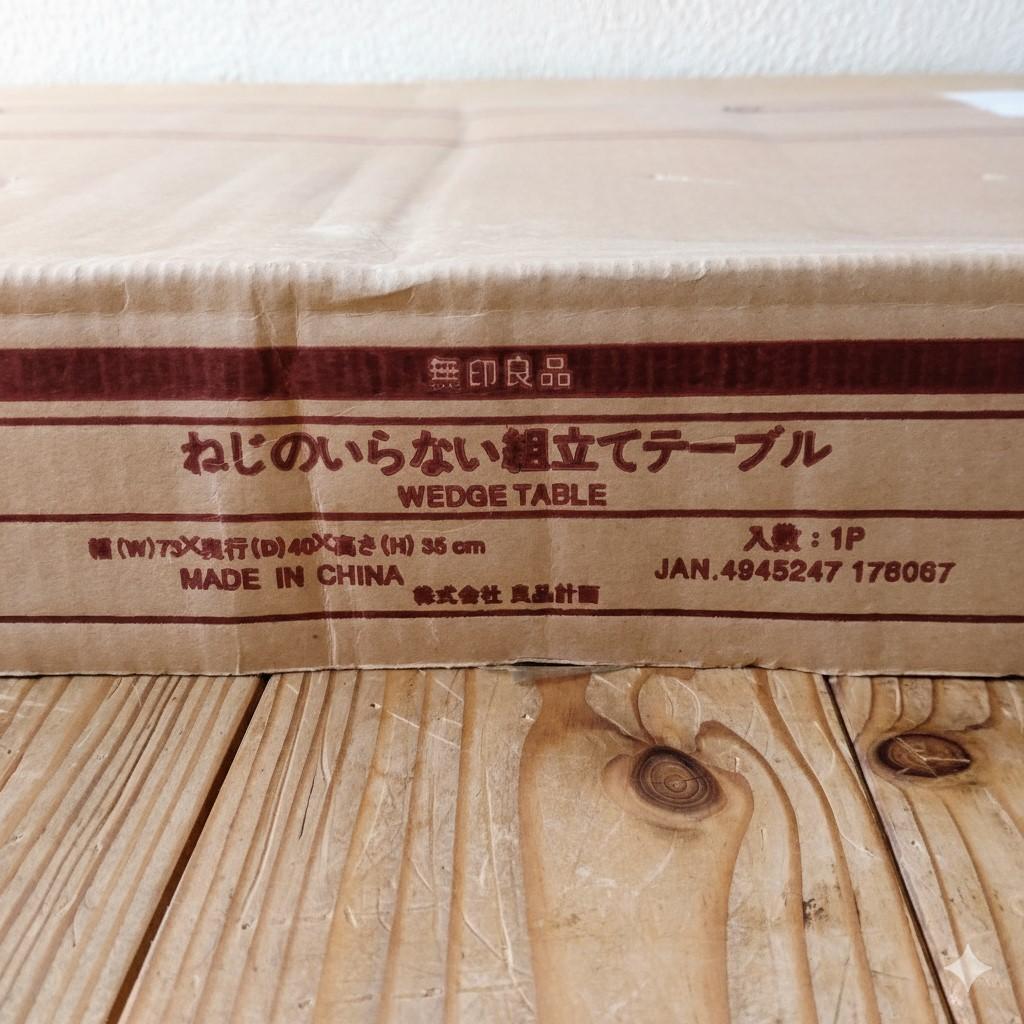 無印良品
ねじのいらない組立てテーブル
WEDGE TABLE
幅(W)73×奥行(D)40×高さ(H) 35 cm
入数:1P
MADE IN CHINA
JAN.4945247 178067
株式会社 良品計画